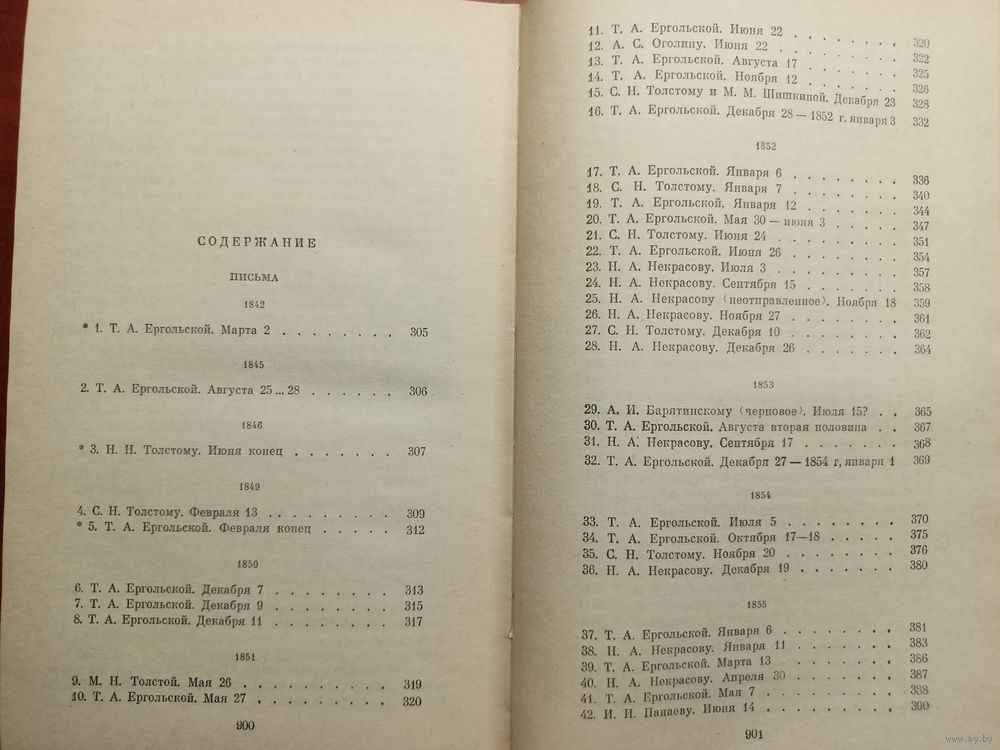 СОДЕРЖАНИЕ
ПИСЬМА
1842
* 1. Т. А. Ергольской. Марта 2 . . . . . . . . 305
1845
2. Т. А. Ергольской. Августа 25 ... 28 . . . . . . 306
1846
* 3. Н. Н. Толстому. Июня конец . . . . . . . 307
1849
4. С. Н. Толстому. Февраля 13 . . . . . . . . . 309
* 5. Т. А. Ергольской. Февраля конец . . . . . 312
1850
6. Т. А. Ергольской. Декабря 7 . . . . . . . . 313
7. Т. А. Ергольской. Декабря 9 . . . . . . . . 315
8. Т. А. Ергольской. Декабря 11 . . . . . . . . 317
1851
9. М. Н. Толстой. Мая 26 . . . . . . . . . . 319
10. Т. А. Ергольской. Мая 27 . . . . . . . . . 320
900
11. Т. А. Ергольской. Июня 22 . . . . . . . . 320
12. А. С. Оголину. Июня 22 . . . . . . . . 322
13. Т. А. Ергольской. Августа 17 . . . . . . . 325
14. Т. А. Ергольской. Ноября 12 . . . . . . . 326
15. С. Н. Толстому и М. М. Шишкиной. Декабря 23 328
16. Т. А. Ергольской. Декабря 28 — 1852 г. января 3 332
1852
17. Т. А. Ергольской. Января 6 . . . . . . . . 336
18. С. Н. Толстому. Января 7 . . . . . . . . 340
19. Т. А. Ергольской. Января 12 . . . . . . . 344
20. Т. А. Ергольской. Мая 30 — июня 3 . . . . . 347
21. С. Н. Толстому. Июня 24 . . . . . . . . . 351
22. Т. А. Ергольской. Июня 26 . . . . . . . . 354
23. Н. А. Некрасову. Июля 3 . . . . . . . . . 357
24. Н. А. Некрасову. Сентября 15 . . . . . . . 358
25. Н. А. Некрасову (неотправленное). Ноября 18 359
26. Н. А. Некрасову. Ноября 27 . . . . . . . . 361
27. С. Н. Толстому. Декабря 10 . . . . . . . . 362
28. Н. А. Некрасову. Декабря 26 . . . . . . . 364
1853
29. А. И. Барятинскому (черновое). Июля 15? . . 365
30. Т. А. Ергольской. Августа вторая половина . . 367
31. Н. А. Некрасову. Сентября 17 . . . . . . . 368
32. Т. А. Ергольской. Декабря 27 — 1854 г, января 1 369
1854
33. Т. А. Ергольской. Июля 5 . . . . . . . . 370
34. Т. А. Ергольской. Октября 17—18 . . . . . 375
35. С. Н. Толстому. Ноября 20 . . . . . . . . 376
36. Н. А. Некрасову. Декабря 19 . . . . . . . 380
1855
37. Т. А. Ергольской. Января 6 . . . . . . . . 381
38. Н. А. Некрасову. Января 11 . . . . . . . 383
39. Т. А. Ергольской. Марта 13 . . . . . . . 386
40. Н. А. Некрасову. Апреля 30 . . . . . . . 387
41. Т. А. Ергольской. Мая 7 . . . . . . . . . 388
42. И. И. Панаеву. Июня 14 . . . . . . . . . 390
901
www.ay.by